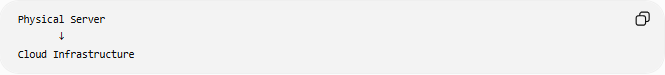 Physical Server
↓
Cloud Infrastructure